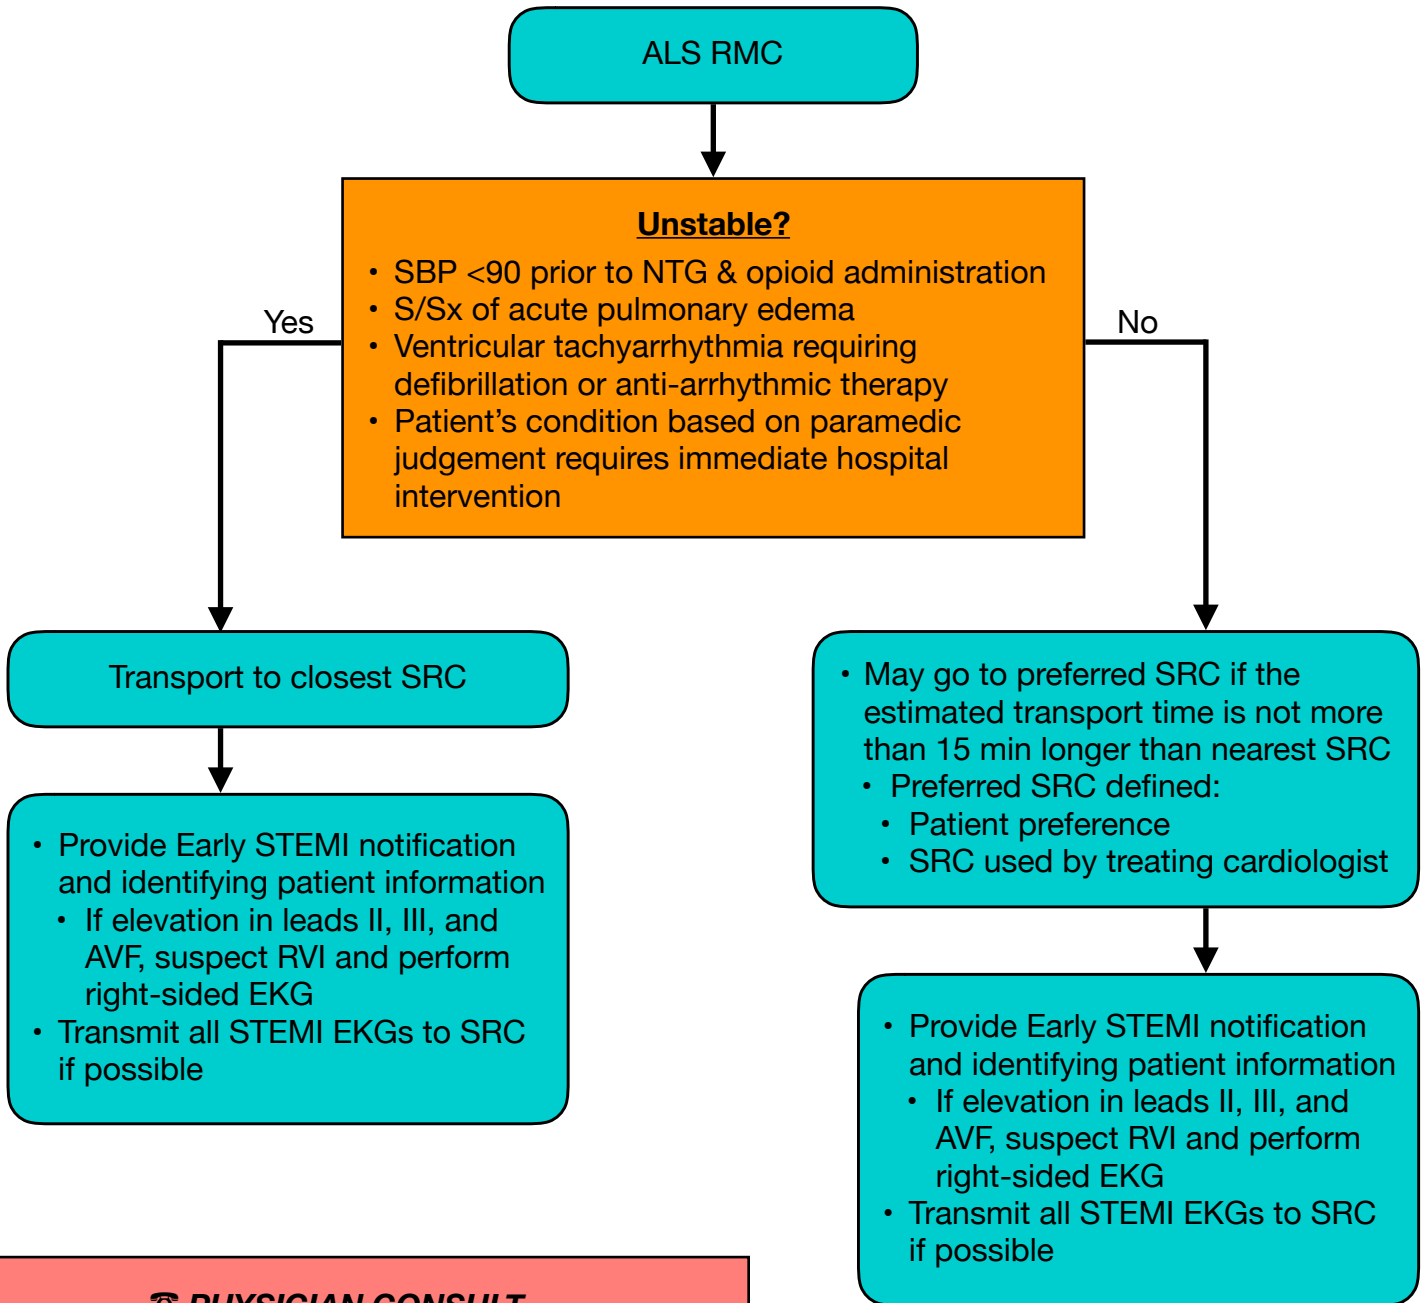 ALS RMC
Unstable?
• SBP <90 prior to NTG & opioid administration
• S/Sx of acute pulmonary edema
• Ventricular tachyarrhythmia requiring
defibrillation or anti-arrhythmic therapy
• Patient's condition based on paramedic
judgement requires immediate hospital
intervention
Yes
No
Transport to closest SRC
• Provide Early STEMI notification
and identifying patient information
• If elevation in leads II, III, and
AVF, suspect RVI and perform
right-sided EKG
• Transmit all STEMI EKGs to SRC
if possible
• May go to preferred SRC if the
estimated transport time is not more
than 15 min longer than nearest SRC
• Preferred SRC defined:
• Patient preference
• SRC used by treating cardiologist
• Provide Early STEMI notification
and identifying patient information
• If elevation in leads II, III, and
AVF, suspect RVI and perform
right-sided EKG
• Transmit all STEMI EKGs to SRC
if possible
☎ PHYSICIAN CONSULT